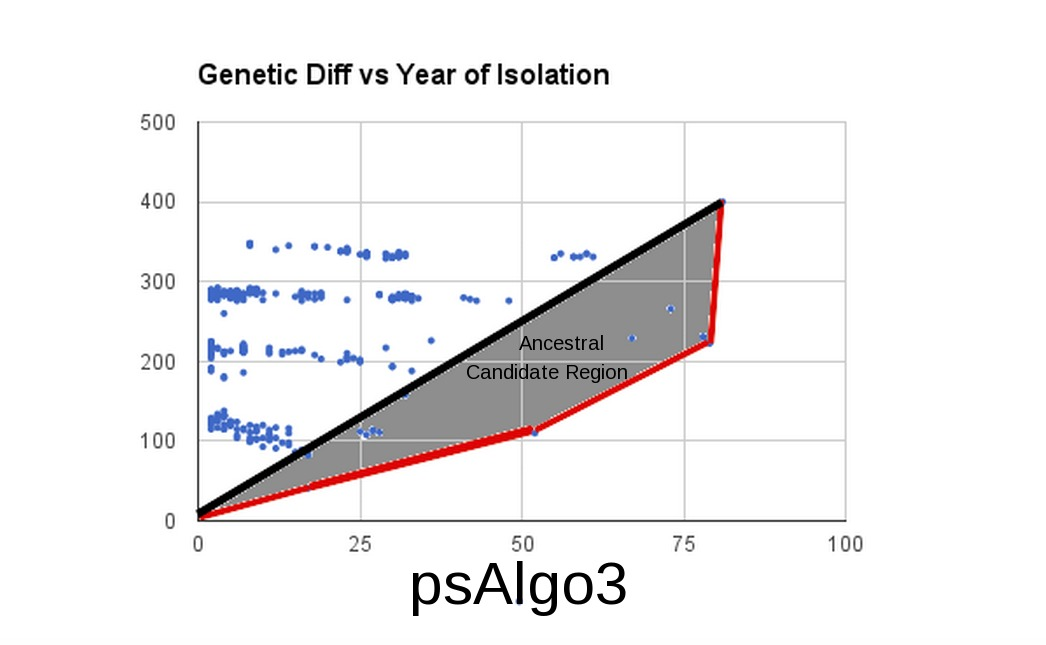 Genetic Diff vs Year of Isolation
500
400
300
200
100
0
Ancestral
Candidate Region
0 25 50 75 100
psAlgo3